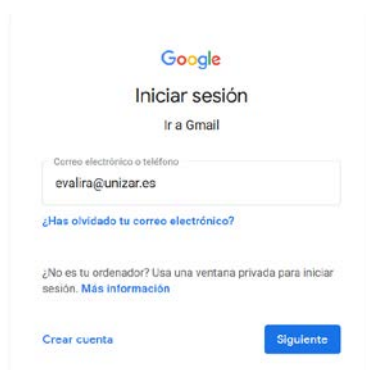 Google
Iniciar sesión
Ir a Gmail
Correo electrónico o teléfono
evalira@unizar.es
¿Has olvidado tu correo electrónico?
¿No es tu ordenador? Usa una ventana privada para iniciar
sesión. Más información
Crear cuenta Siguiente